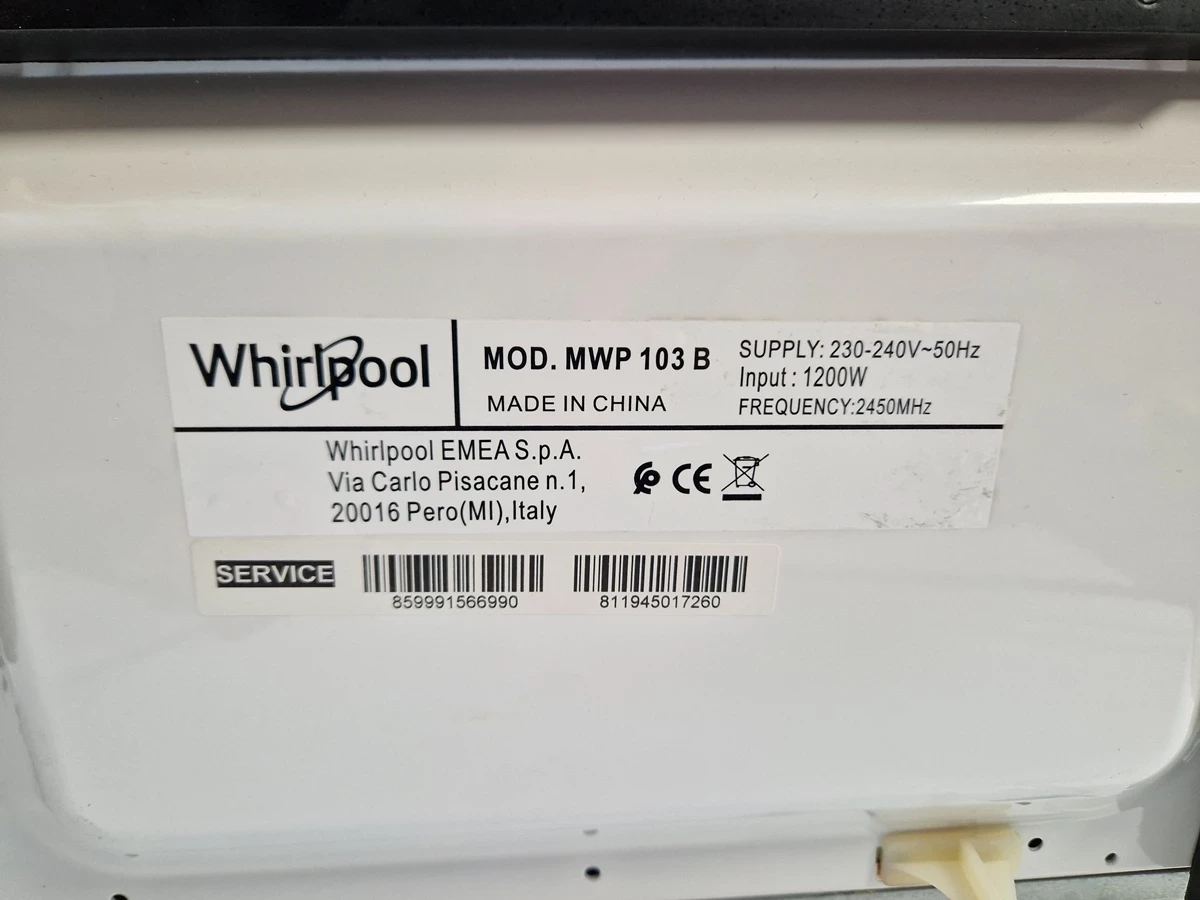 Whirlpool
MOD. MWP 103 B
MADE IN CHINA
SUPPLY: 230-240V~50Hz
Input : 1200W
FREQUENCY:2450MHz
Whirlpool EMEA S.p.A.
Via Carlo Pisacane n.1,
20016 Pero(MI),Italy
CE
SERVICE
859991566990
811945017260